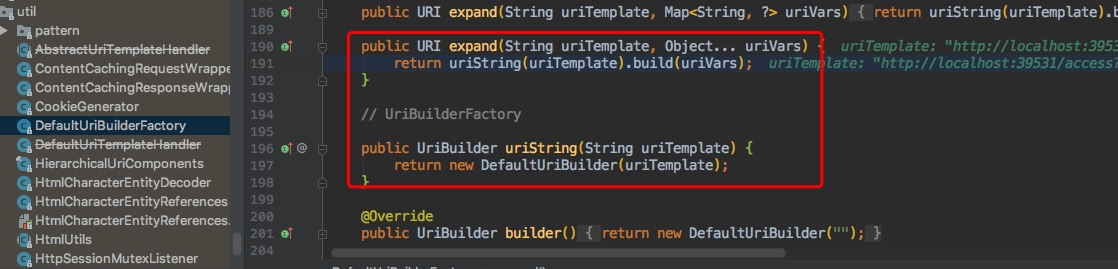 util
pattern
AbstractUriTemplateHandler
ContentCachingRequestWrappe
ContentCachingResponseWrapp
CookieGenerator
DefaultUriBuilderFactory
DefaultUriTemplateHandler
HierarchicalUriComponents
HtmlCharacterEntityDecoder
HtmlCharacterEntityReferences
HtmlCharacterEntityReferences.
HtmlUtils
HttpSessionMutexListener
186 public URI expand(String uriTemplate, Map<String, ?> uriVars) { return uriString(uriTemplate).b
189
190 public URI expand(String uriTemplate, Object... uriVars) { uriTemplate: "http://localhost:3953
191 return uriString(uriTemplate).build(uriVars); uriTemplate: "http://localhost:39531/access?
192 }
193
194 // UriBuilderFactory
195
196 @ public UriBuilder uriString(String uriTemplate) {
197 return new DefaultUriBuilder(uriTemplate);
198 }
199
200 @Override
201 public UriBuilder builder() { return new DefaultUriBuilder(""); }
204